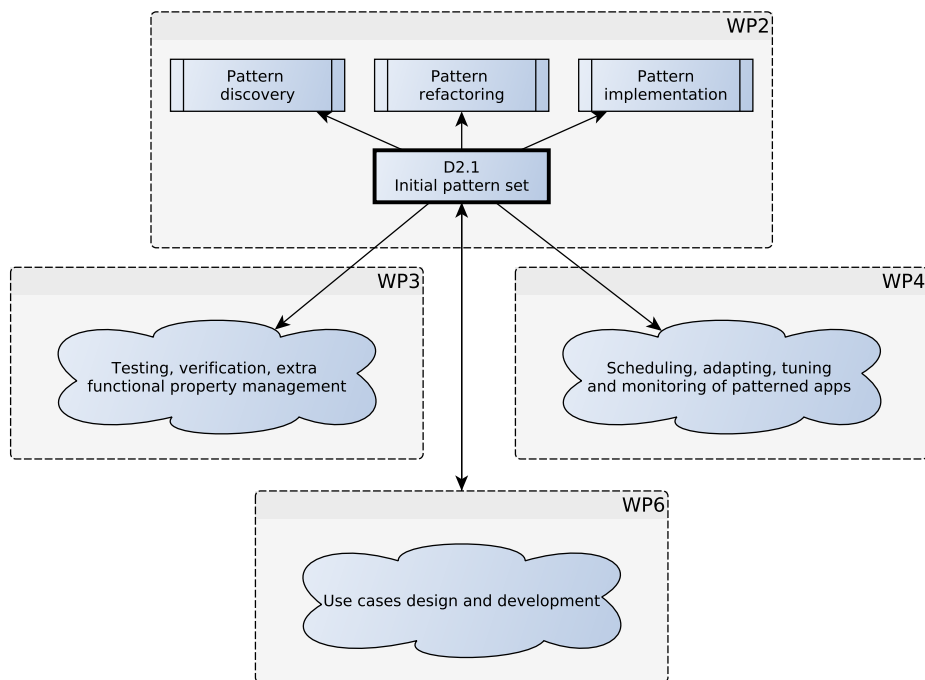 WP2
Pattern
discovery
Pattern
refactoring
Pattern
implementation
D2.1
Initial pattern set
WP3
Testing, verification, extra
functional property management
WP4
Scheduling, adapting, tuning
and monitoring of patterned apps
WP6
Use cases design and development